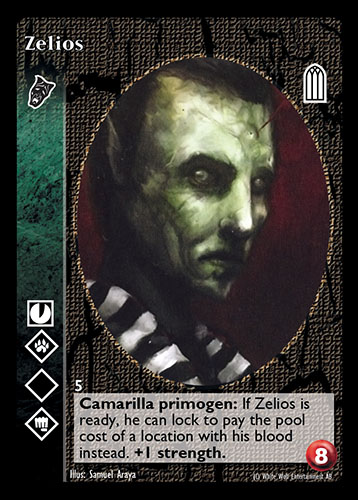 Zelios
5
Camarilla primogen: If Zelios is
ready, he can lock to pay the pool
cost of a location with his blood
instead. +1 strength.
8
Illus: Samuel Araya